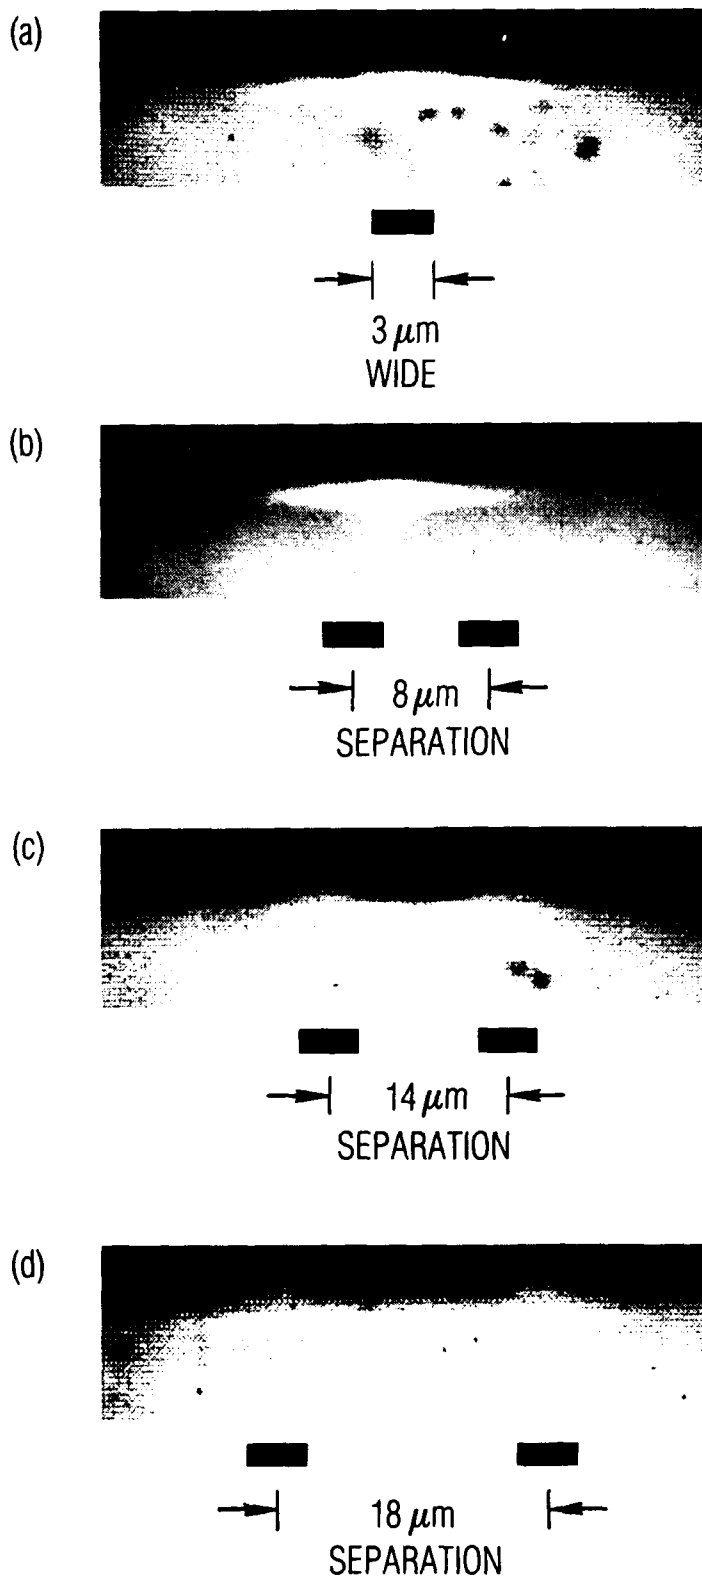 (a)
3 μm
WIDE
(b)
8 μm
SEPARATION
(c)
14 μm
SEPARATION
(d)
18 μm
SEPARATION